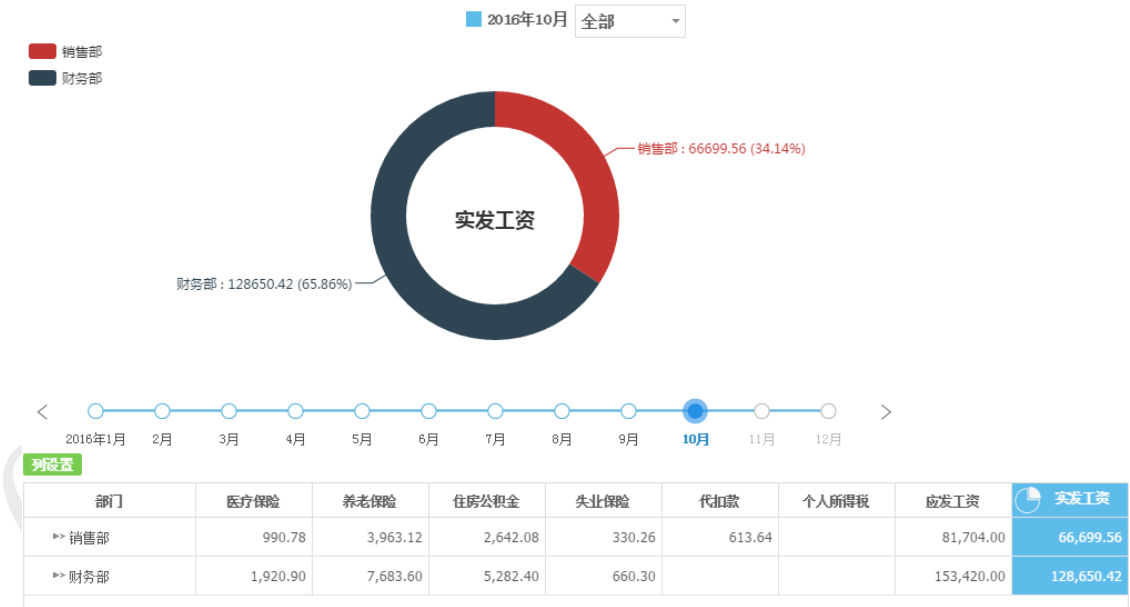 2016年10月 全部
销售部
财务部
销售部 : 66699.56 (34.14%)
实发工资
财务部 : 128650.42 (65.86%)
2016年1月 2月 3月 4月 5月 6月 7月 8月 9月 10月 11月 12月
列设置
部门 医疗保险 养老保险 住房公积金 失业保险 代扣款 个人所得税 应发工资 实发工资
销售部 990.78 3,963.12 2,642.08 330.26 613.64 81,704.00 66,699.56
财务部 1,920.90 7,683.60 5,282.40 660.30 153,420.00 128,650.42